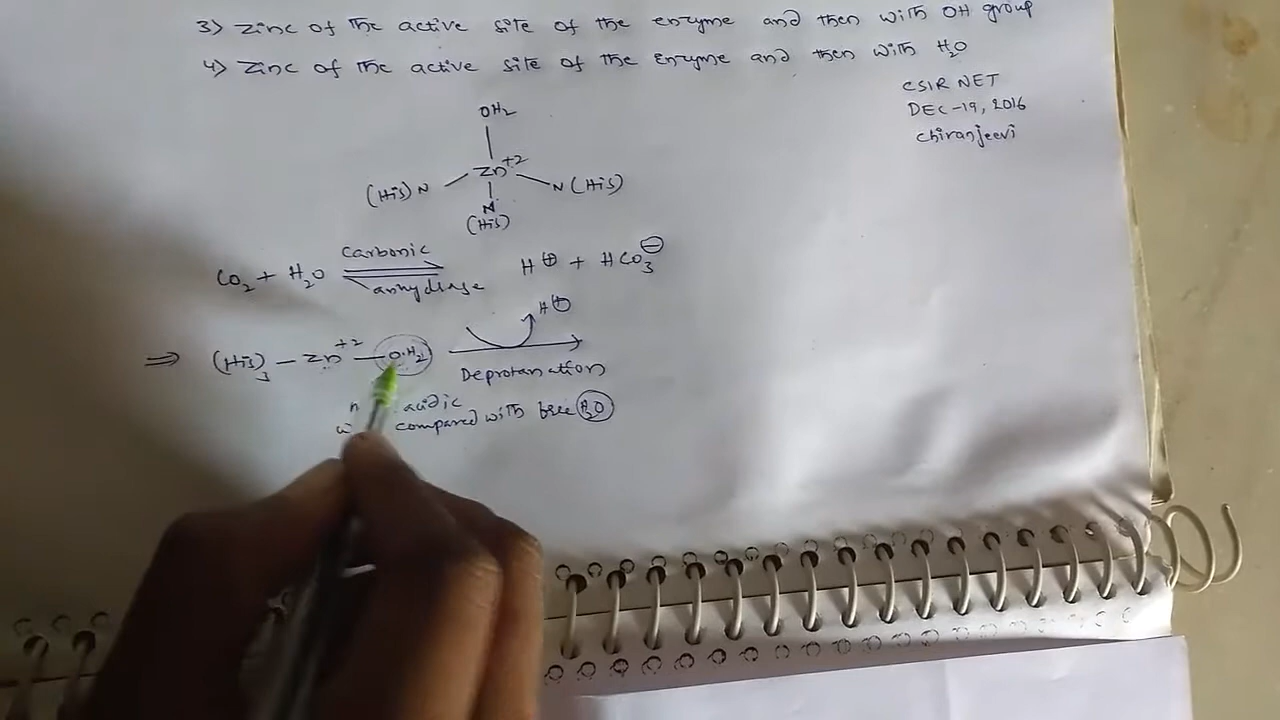 3) Zinc of the active site of the enzyme and then with OH group
4) Zinc of the active site of the Enzyme and then with H₂O
CSIR NET
DEC-19, 2016
chiranjeevi
OH₂
Zn⁺²
(His) N
N (His)
N
(His)
CO₂ + H₂O
carbonic
anhydrase
H⊕ + HCO₃⊖
H⊕
⇒ (His)₃ — Zn⁺² — OH₂
Deprotanation
acidic
compared with free H₂O